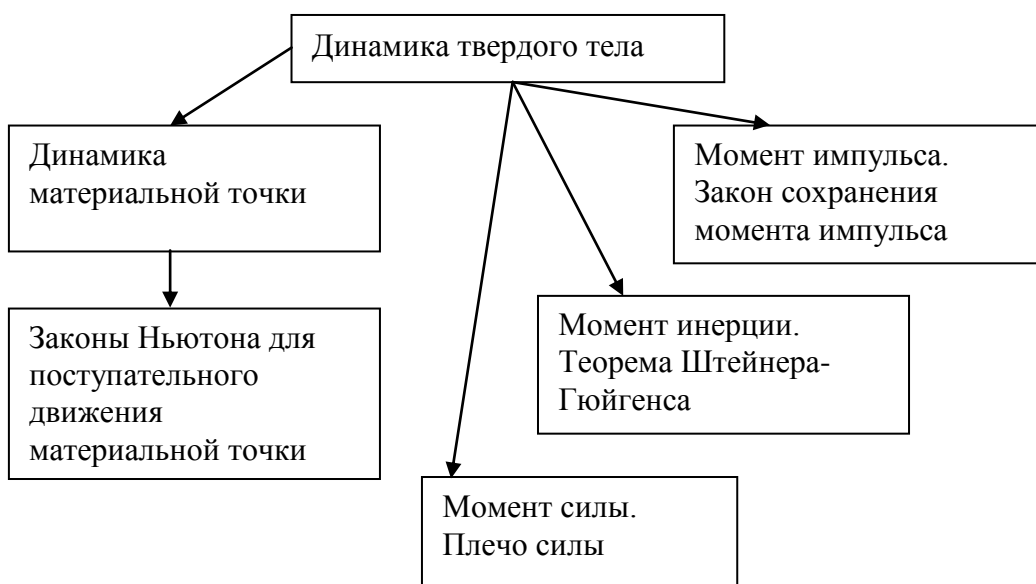 Динамика твердого тела
Динамика
материальной точки
Момент импульса.
Закон сохранения
момента импульса
Законы Ньютона для
поступательного
движения
материальной точки
Момент инерции.
Теорема Штейнера-
Гюйгенса
Момент силы.
Плечо силы